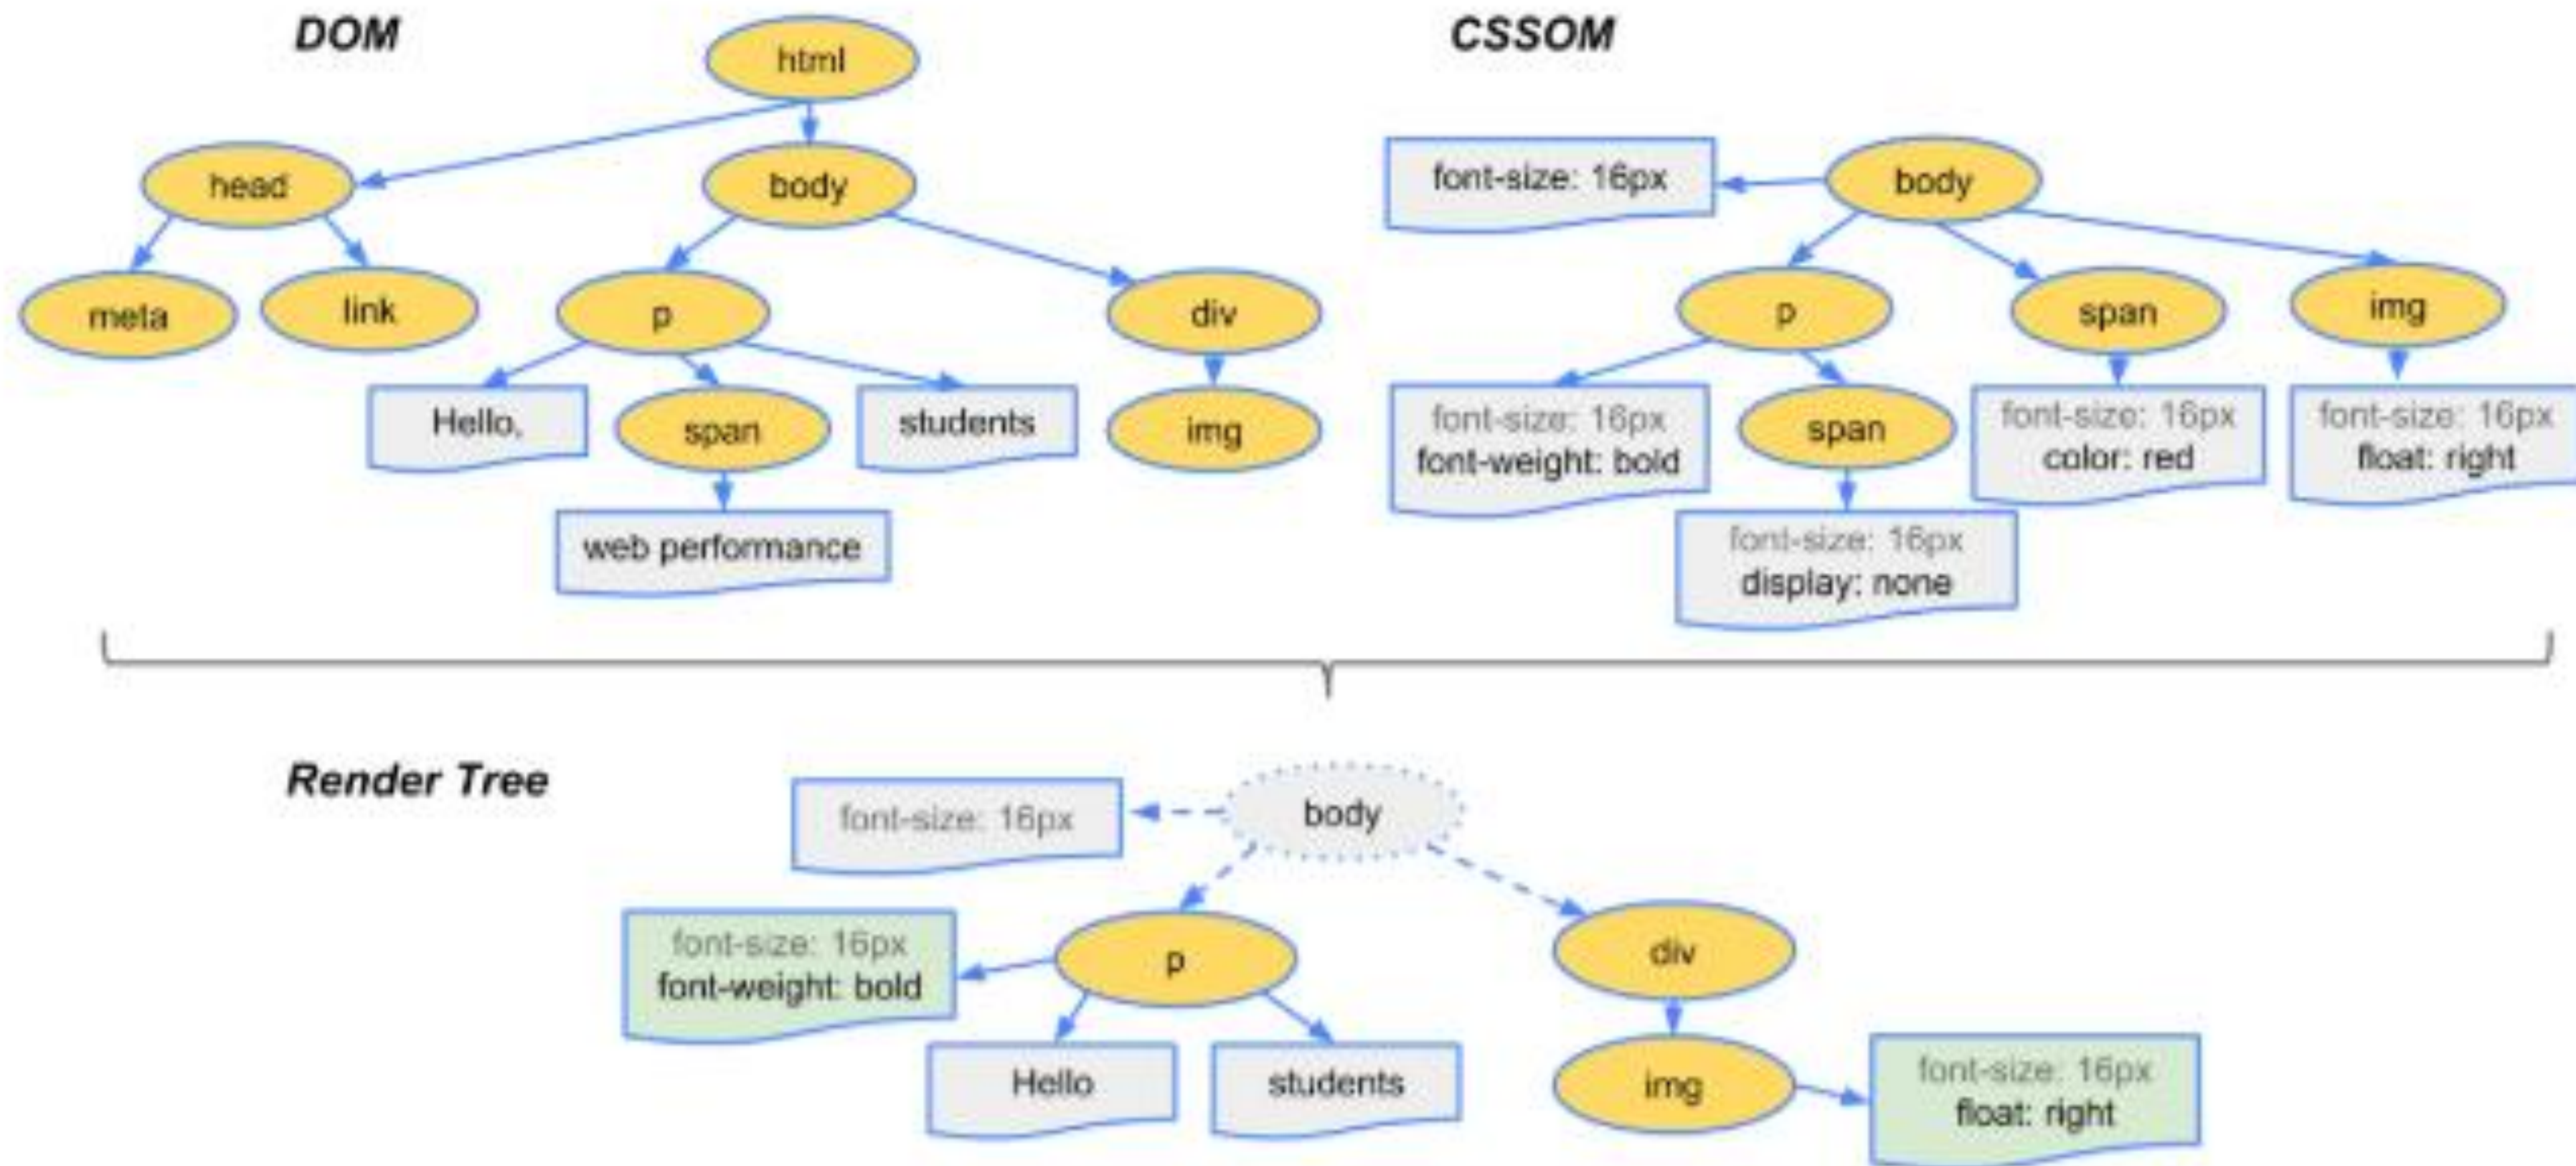 DOM
html
head
body
meta
link
p
div
Hello,
span
students
img
web performance
CSSOM
font-size: 16px
body
p
span
img
font-size: 16px
font-weight: bold
span
font-size: 16px
color: red
font-size: 16px
float: right
font-size: 16px
display: none
Render Tree
font-size: 16px
body
font-size: 16px
font-weight: bold
p
div
Hello
students
img
font-size: 16px
float: right